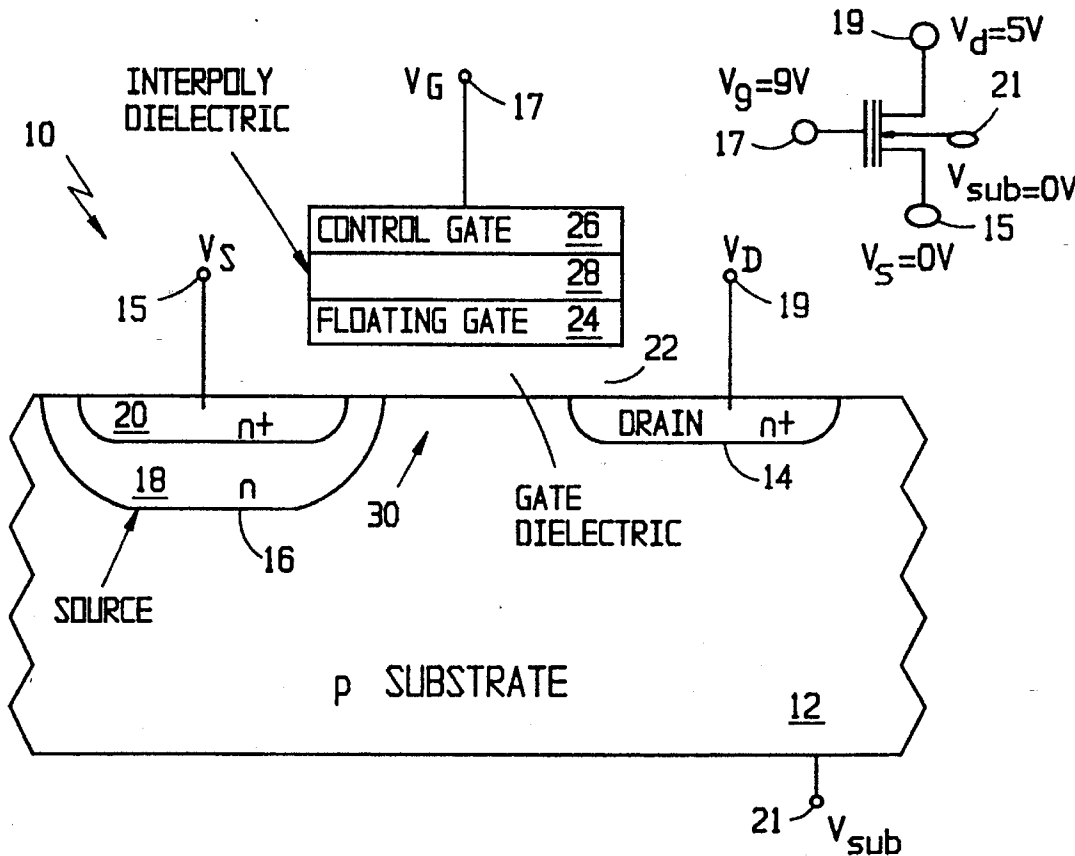 19
V_d=5V
V_G
INTERPOLY
DIELECTRIC
17
V_g=9V
21
10
17
V_sub=0V
CONTROL GATE 26
15
V_S
28
V_D
V_S=0V
15
FLOATING GATE 24
19
22
20 n+
DRAIN n+
18 n
30
GATE
DIELECTRIC
14
16
SOURCE
p SUBSTRATE
12
21
V_sub